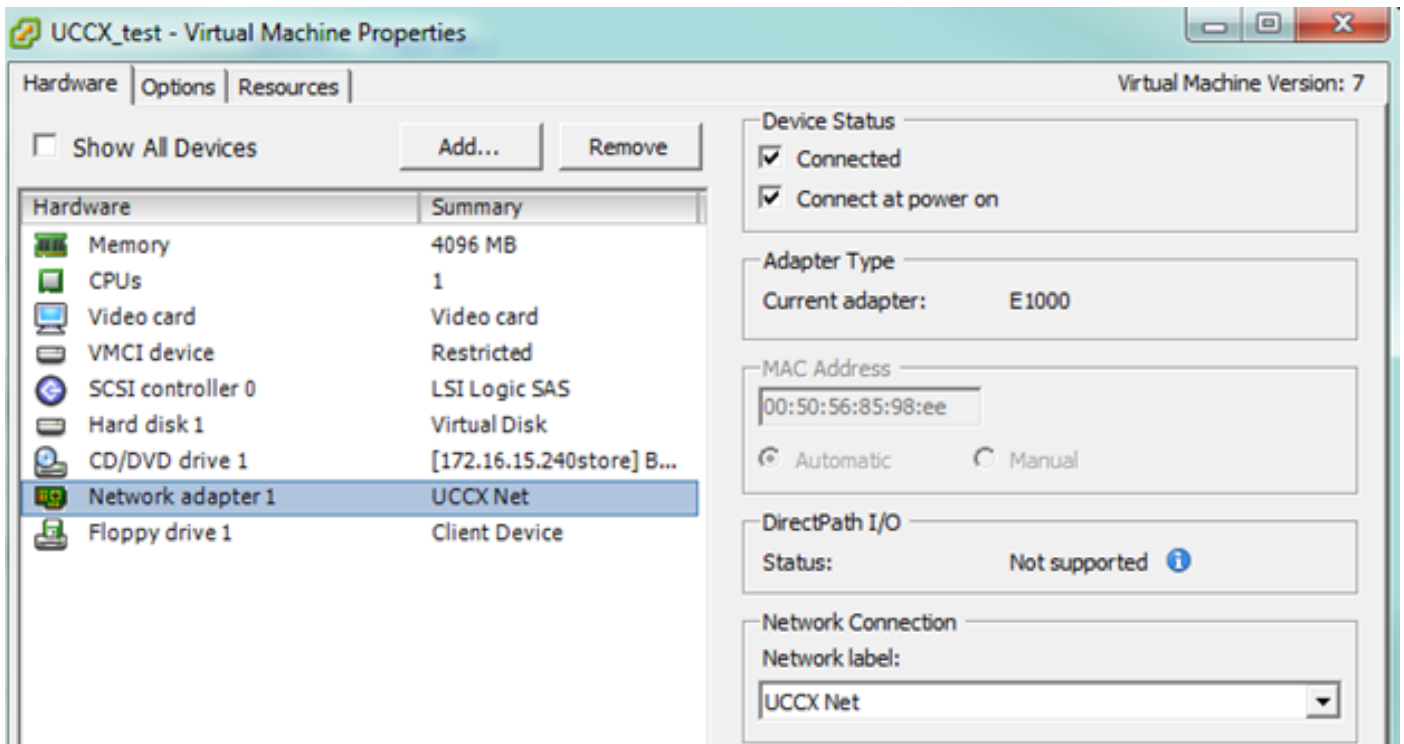 UCCX_test - Virtual Machine Properties
Hardware Options Resources
Virtual Machine Version: 7
Show All Devices
Add...
Remove
Hardware Summary
Memory 4096 MB
CPUs 1
Video card Video card
VMCI device Restricted
SCSI controller 0 LSI Logic SAS
Hard disk 1 Virtual Disk
CD/DVD drive 1 [172.16.15.240store] B...
Network adapter 1 UCCX Net
Floppy drive 1 Client Device
Device Status
Connected
Connect at power on
Adapter Type
Current adapter: E1000
MAC Address
00:50:56:85:98:ee
Automatic Manual
DirectPath I/O
Status: Not supported
Network Connection
Network label:
UCCX Net